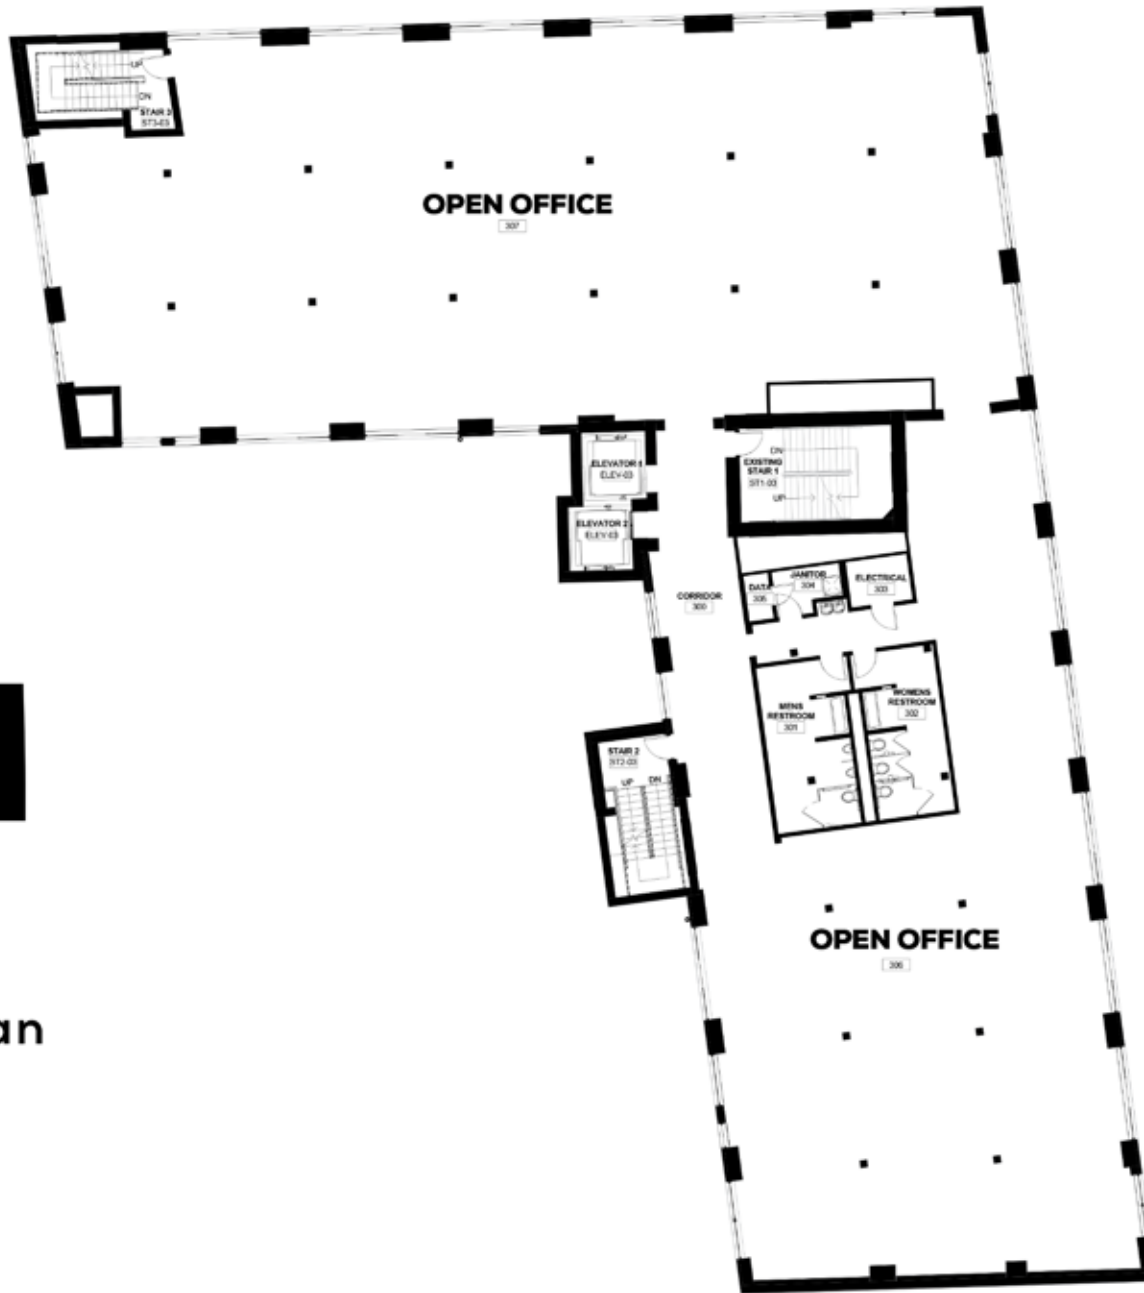 UP
DN
STAIR 3
ST3-03
OPEN OFFICE
307
ELEVATOR 1
ELEV-03
ELEVATOR 2
ELEV-03
DN
EXISTING
STAIR 1
ST1-03
UP
CORRIDOR
300
DATA
305
JANITOR
304
ELECTRICAL
303
MENS
RESTROOM
301
WOMENS
RESTROOM
302
STAIR 2
ST2-03
UP
DN
OPEN OFFICE
306
an